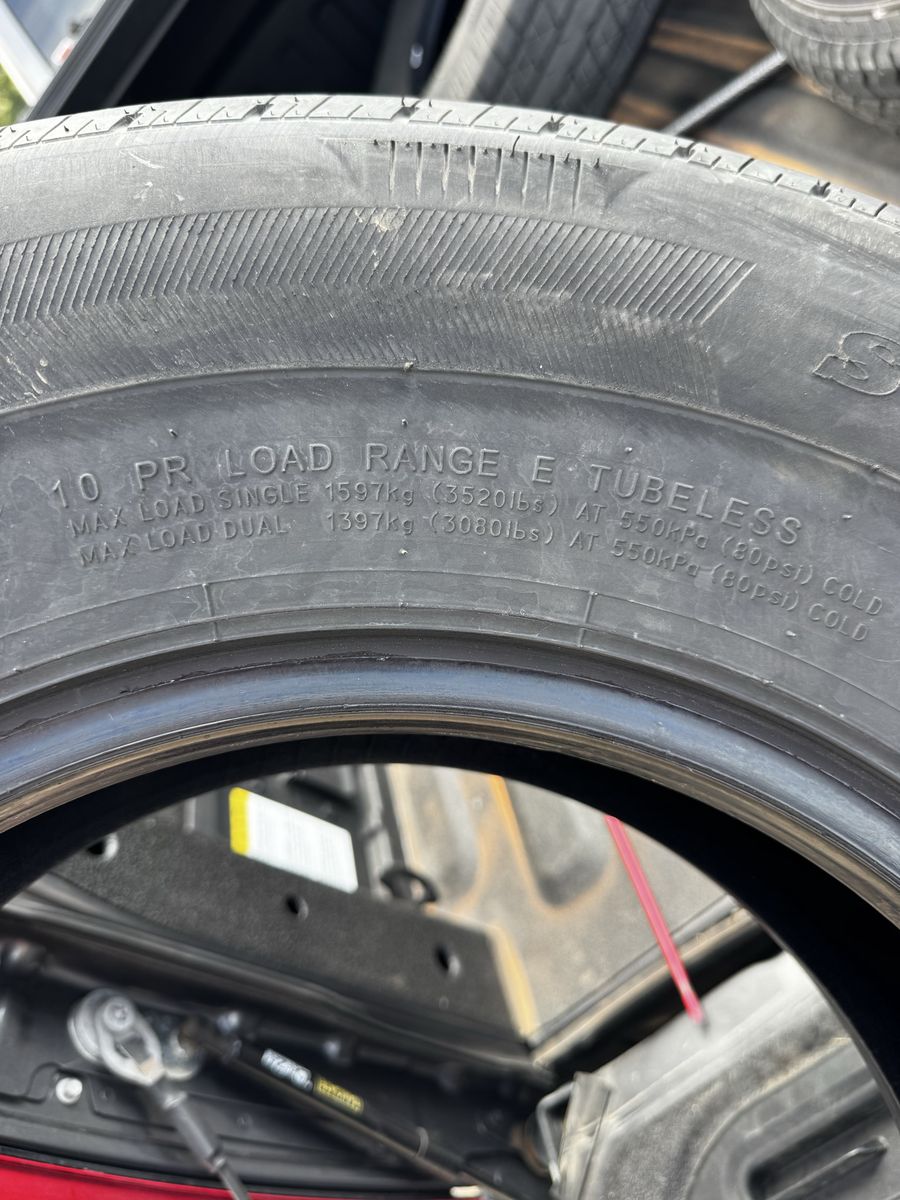 S
10 PR LOAD RANGE E TUBELESS
MAX LOAD SINGLE 1597kg (3520lbs) AT 550kPa (80psi) COLD
MAX LOAD DUAL 1397kg (3080lbs) AT 550kPa (80psi) COLD